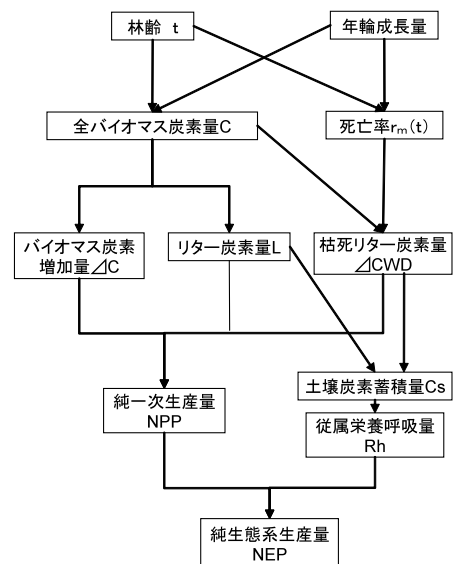 林齢 t
年輪成長量
全バイオマス炭素量C
死亡率rm(t)
バイオマス炭素
増加量⊿C
リター炭素量L
枯死リター炭素量
⊿CWD
土壌炭素蓄積量Cs
純一次生産量
NPP
従属栄養呼吸量
Rh
純生態系生産量
NEP